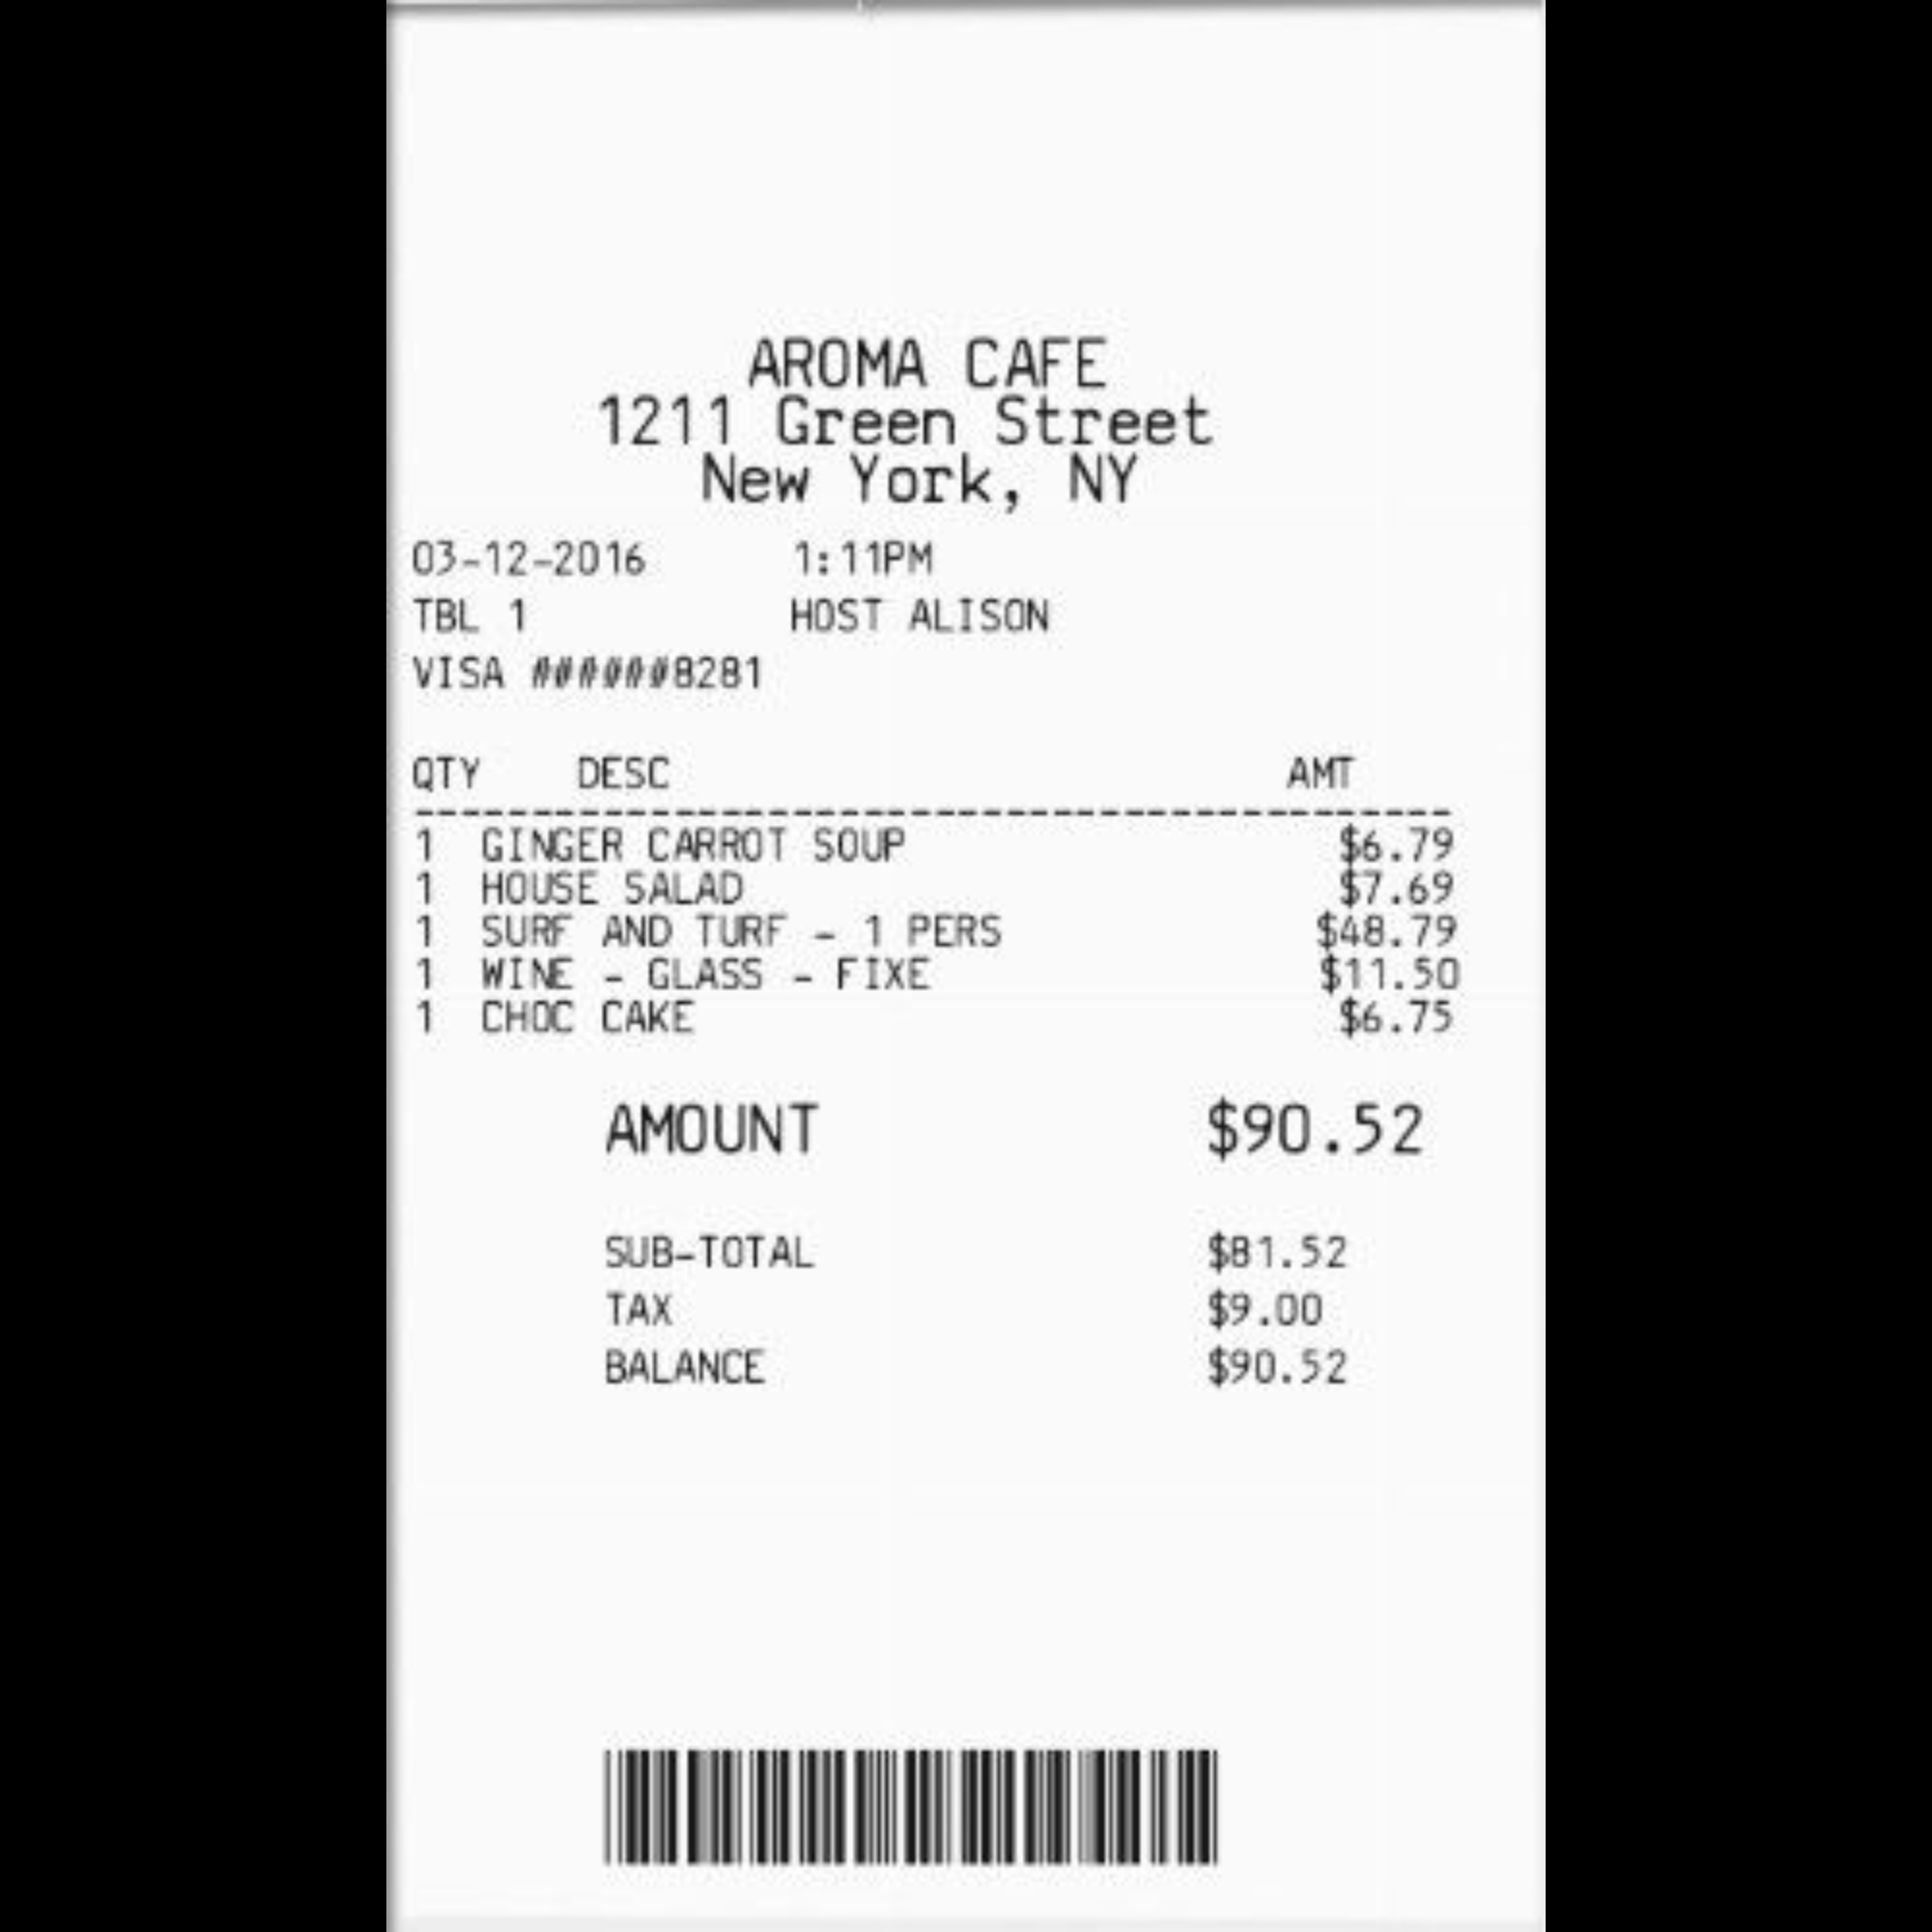 AROMA CAFE
1211 Green Street
New York, NY
03-12-2016 1:11PM
TBL 1 HOST ALISON
VISA ######8281
QTY DESC AMT
--------------------------------------------
1 GINGER CARROT SOUP $6.79
1 HOUSE SALAD $7.69
1 SURF AND TURF - 1 PERS $48.79
1 WINE - GLASS - FIXE $11.50
1 CHOC CAKE $6.75
AMOUNT $90.52
SUB-TOTAL $81.52
TAX $9.00
BALANCE $90.52